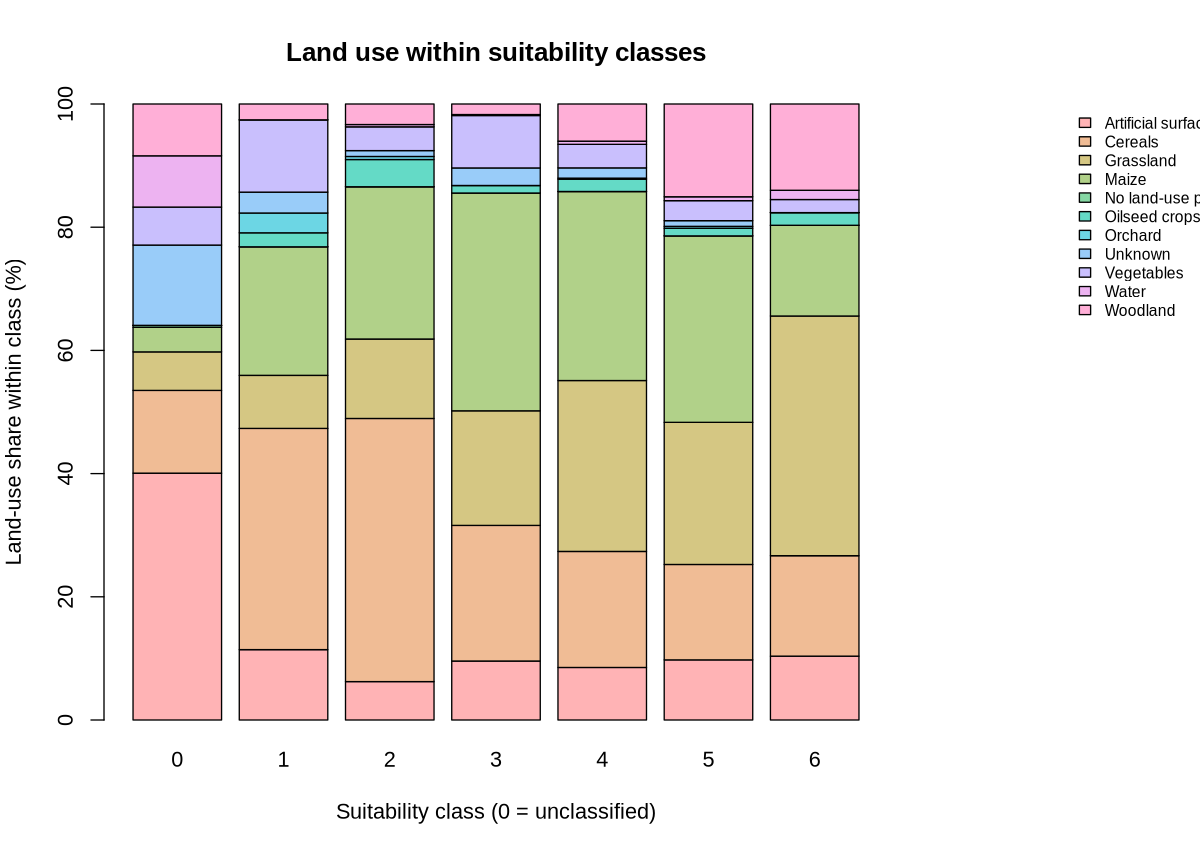 Land use within suitability classes
Land-use share within class (%)
100
80
60
40
20
0
0 1 2 3 4 5 6
Suitability class (0 = unclassified)
Artificial
Cereals
Grassland
Maize
No land-use
Oilseed crops
Orchard
Unknown
Vegetables
Water
Woodland